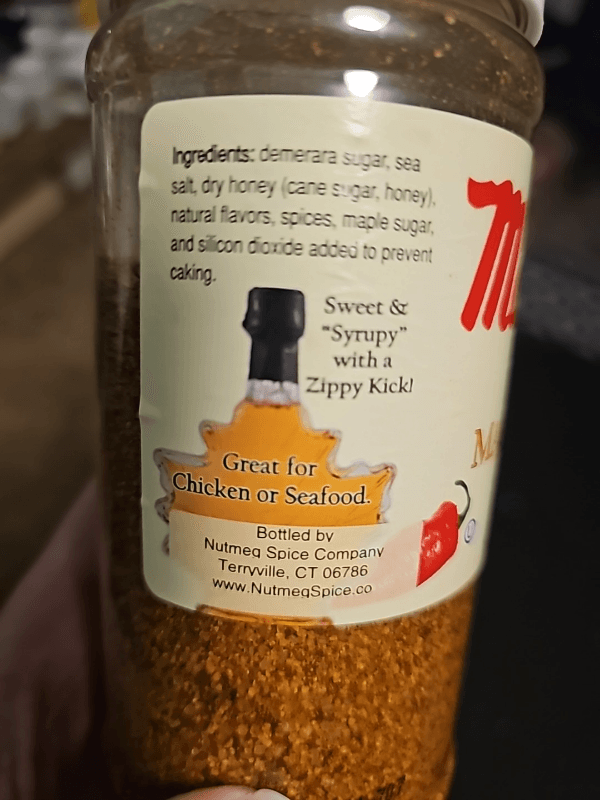 Ingredients: demerara sugar, sea
salt, dry honey (cane sugar, honey),
natural flavors, spices, maple sugar,
and silicon dioxide added to prevent
caking.
Sweet &
"Syrupy"
with a
Zippy Kick!
Great for
Chicken or Seafood.
Bottled by
Nutmeg Spice Company
Terryville, CT 06786
www.NutmegSpice.co